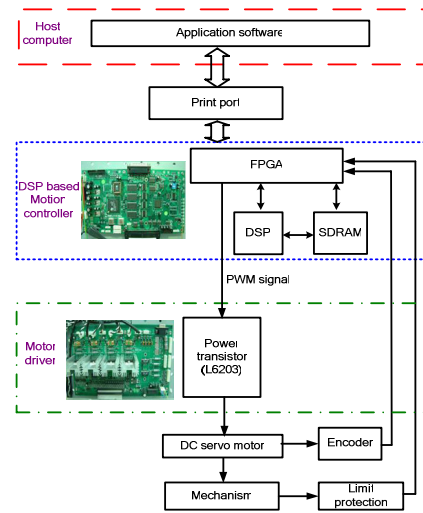 Host
computer
Application software
Print port
DSP based
Motior
controller
FPGA
DSP
SDRAM
PWM signal
Motor
driver
Power
transistor
(L6203)
DC servo motor
Encoder
Mechanism
Limit
protection